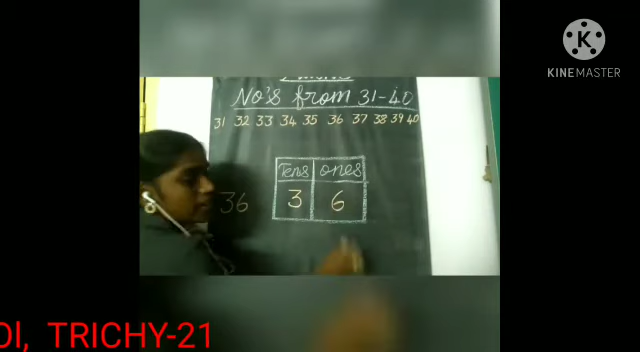 KINEMASTER
No's from 31-40
31 32 33 34 35 36 37 38 39 40
Tens ones
36 3 6
TRICHY-21